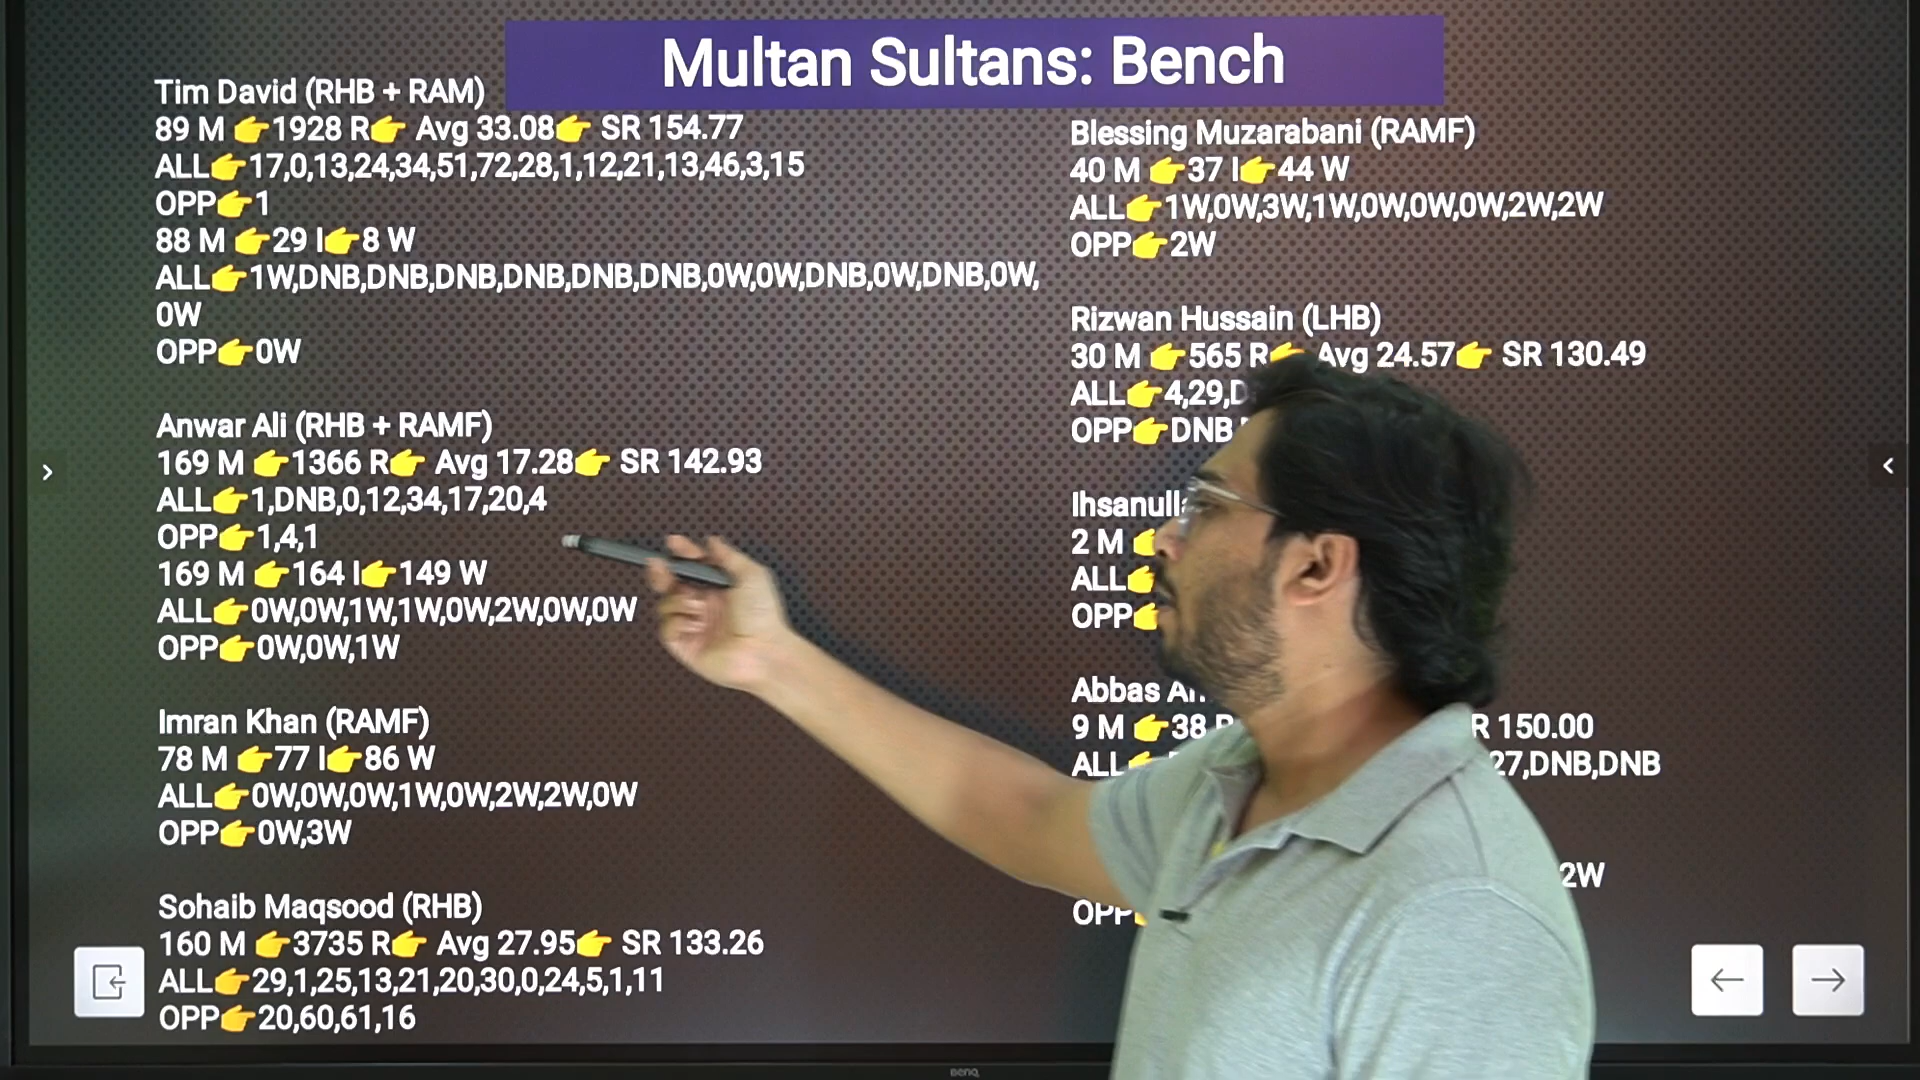 Multan Sultans: Bench
Tim David (RHB + RAM)
89 M 👉1928 R👉 Avg 33.08👉 SR 154.77
ALL👉17,0,13,24,34,51,72,28,1,12,21,13,46,3,15
OPP👉1
88 M 👉29 I👉8 W
ALL👉1W,DNB,DNB,DNB,DNB,DNB,DNB,0W,0W,DNB,0W,DNB,0W,
0W
OPP👉0W
Anwar Ali (RHB + RAMF)
169 M 👉1366 R👉 Avg 17.28👉 SR 142.93
ALL👉1,DNB,0,12,34,17,20,4
OPP👉1,4,1
169 M 👉164 I👉149 W
ALL👉0W,0W,1W,1W,0W,2W,0W,0W
OPP👉0W,0W,1W
Imran Khan (RAMF)
78 M 👉77 I👉86 W
ALL👉0W,0W,0W,1W,0W,2W,2W,0W
OPP👉0W,3W
Sohaib Maqsood (RHB)
160 M 👉3735 R👉 Avg 27.95👉 SR 133.26
ALL👉29,1,25,13,21,20,30,0,24,5,1,11
OPP👉20,60,61,16
Blessing Muzarabani (RAMF)
40 M 👉37 I👉44 W
ALL👉1W,0W,3W,1W,0W,0W,0W,2W,2W
OPP👉2W
Rizwan Hussain (LHB)
30 M 👉565 R👉 Avg 24.57👉 SR 130.49
ALL👉4,29,
OPP👉DNB
2 M 👉
ALL👉
OPP👉
Abbas
9 M 👉38 R 150.00
ALL👉 27,DNB,DNB
2W
OPP
BenQ